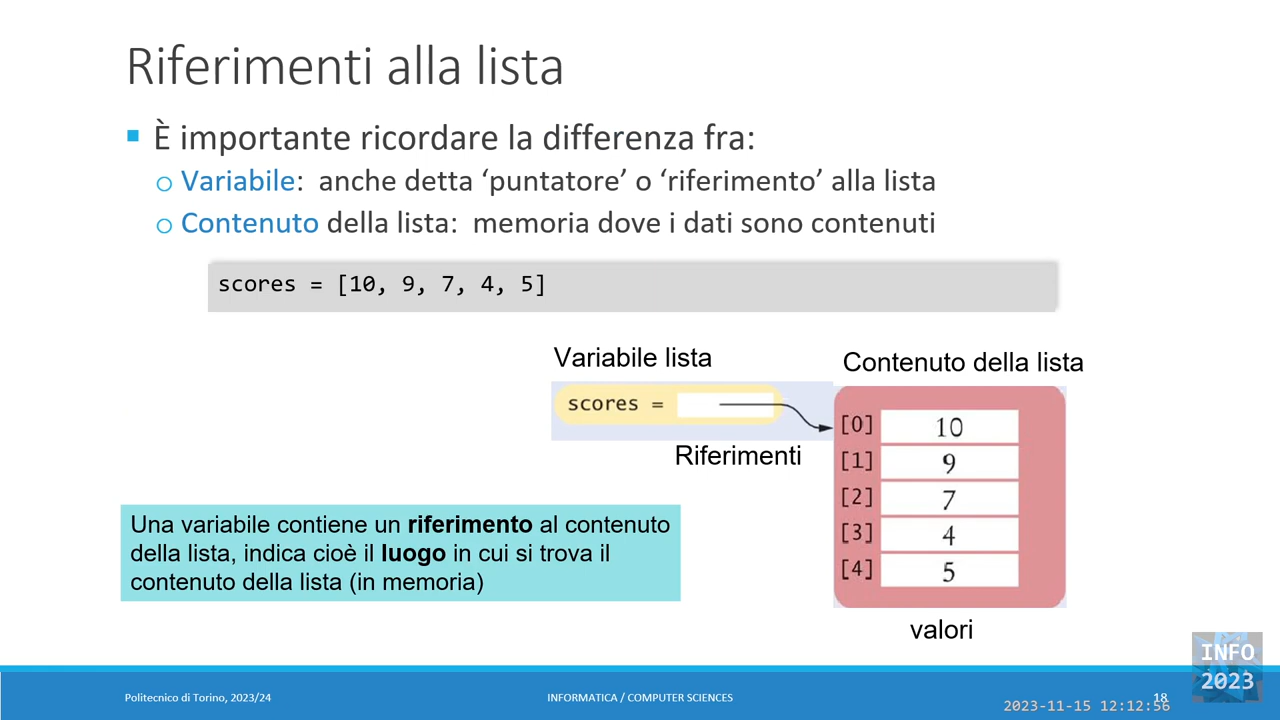 Riferimenti alla lista
È importante ricordare la differenza fra:
Variabile: anche detta ‘puntatore’ o ‘riferimento’ alla lista
Contenuto della lista: memoria dove i dati sono contenuti
scores = [10, 9, 7, 4, 5]
Variabile lista
Contenuto della lista
scores =
Riferimenti
[0] 10
[1] 9
[2] 7
[3] 4
[4] 5
valori
Una variabile contiene un riferimento al contenuto
della lista, indica cioè il luogo in cui si trova il
contenuto della lista (in memoria)
Politecnico di Torino, 2023/24
INFORMATICA / COMPUTER SCIENCES
18
INFO
2023
2023-11-15 12:12:56